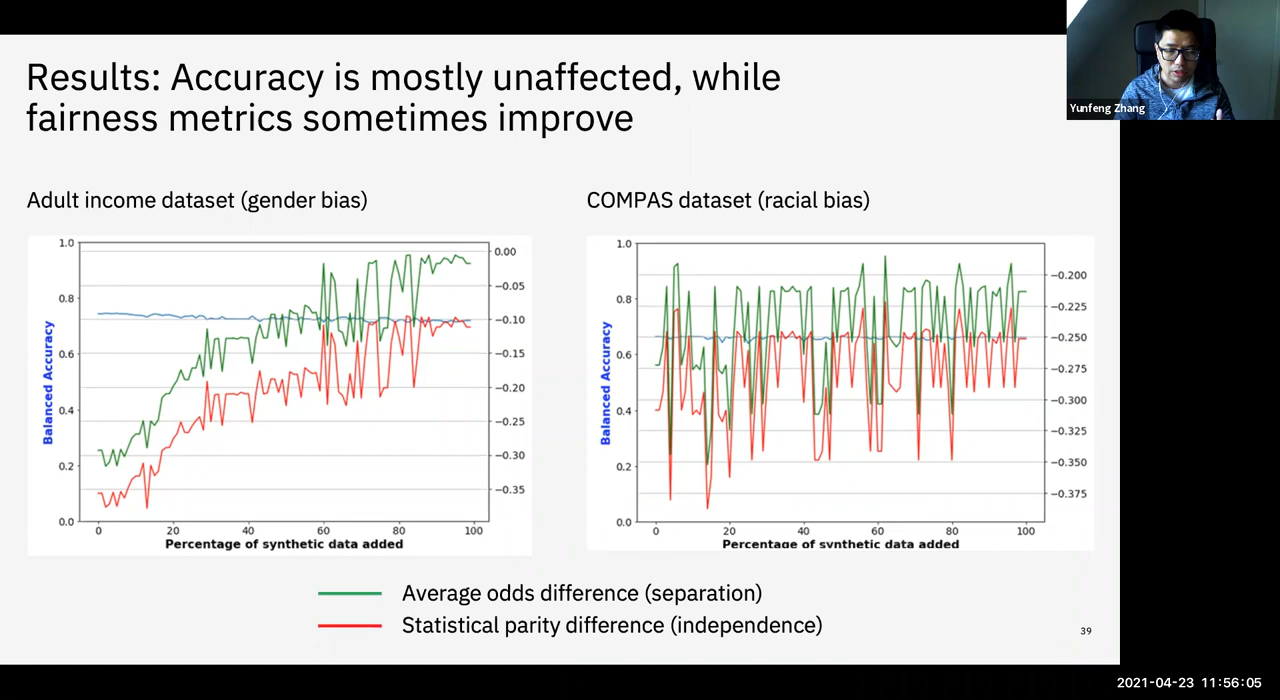 Results: Accuracy is mostly unaffected, while
fairness metrics sometimes improve
Yunfeng Zhang
Adult income dataset (gender bias)
COMPAS dataset (racial bias)
1.0
0.8
0.6
0.4
0.2
0.0
Balanced Accuracy
0.00
−0.05
−0.10
−0.15
−0.20
−0.25
−0.30
−0.35
0 20 40 60 80 100
Percentage of synthetic data added
1.0
0.8
0.6
0.4
0.2
0.0
Balanced Accuracy
−0.200
−0.225
−0.250
−0.275
−0.300
−0.325
−0.350
−0.375
0 20 40 60 80 100
Percentage of synthetic data added
Average odds difference (separation)
Statistical parity difference (independence)
39
2021-04-23 11:56:05